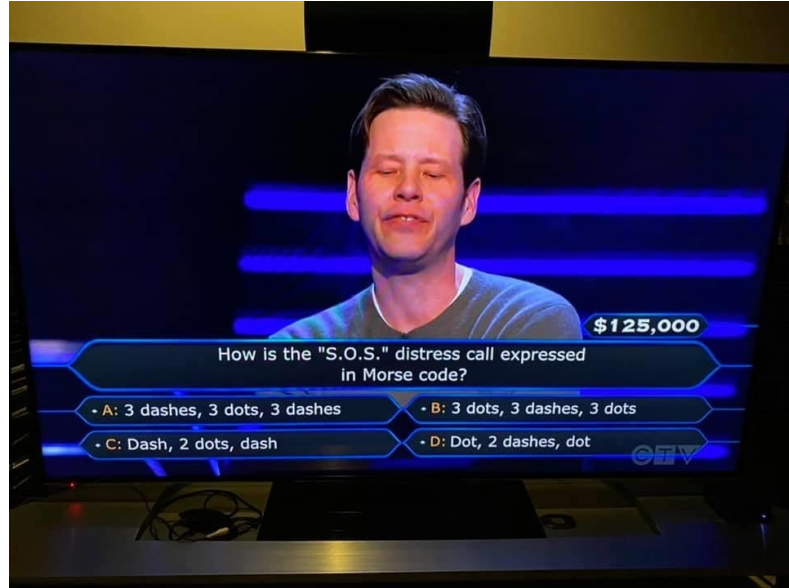 $125,000
How is the "S.O.S." distress call expressed
in Morse code?
• A: 3 dashes, 3 dots, 3 dashes
• B: 3 dots, 3 dashes, 3 dots
• C: Dash, 2 dots, dash
• D: Dot, 2 dashes, dot
CTV